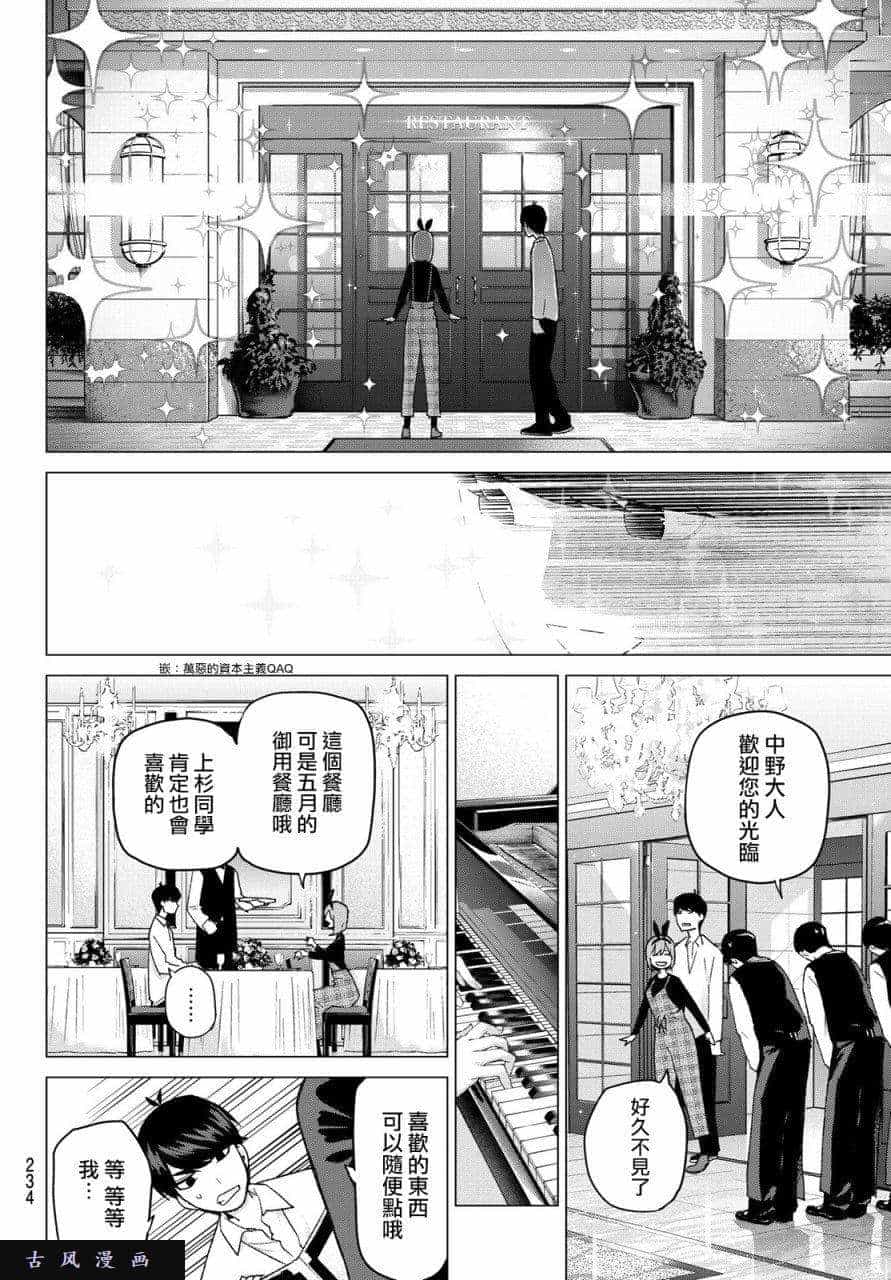 RESTAURANT
嵌：萬惡的資本主義QAQ
中野大人
歡迎您的光臨
好久不見了
這個餐廳
可是五月的
御用餐廳哦
上杉同學
肯定也會
喜歡的
……
喜歡的東西
可以隨便點哦
等 等等
我…
234
古风漫画